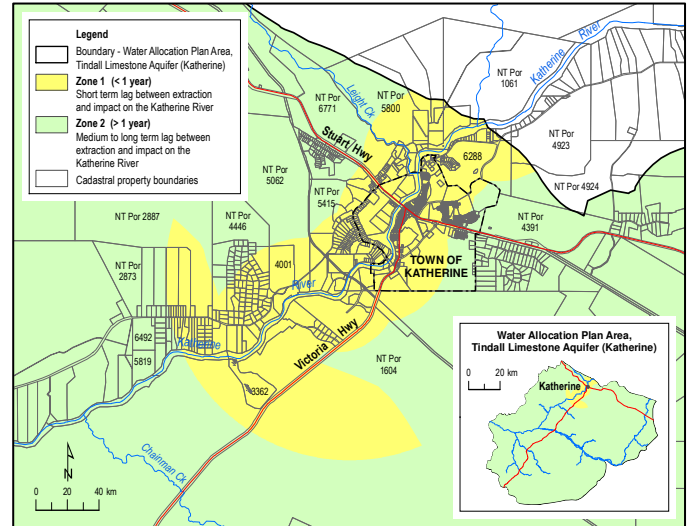 Legend
Boundary - Water Allocation Plan Area,
Tindall Limestone Aquifer (Katherine)
Zone 1 (< 1 year)
Short term lag between extraction
and impact on the Katherine River
Zone 2 (> 1 year)
Medium to long term lag between
extraction and impact on the
Katherine River
Cadastral property boundaries
River
Katherine
NT Por
1061
NT Por
6771
NT Por
5800
Leight Ck
Stuart Hwy
NT Por
4923
6288
NT Por 4924
NT Por
5062
NT Por
5415
NT Por 2887
NT Por
4446
NT Por
4391
4001
TOWN OF
KATHERINE
NT Por
2873
River
Katherine
6492
5819
Victoria Hwy
NT Por
1604
3362
Chainman Ck
N
0 20 40 km
Water Allocation Plan Area,
Tindall Limestone Aquifer (Katherine)
0 20 km
Katherine